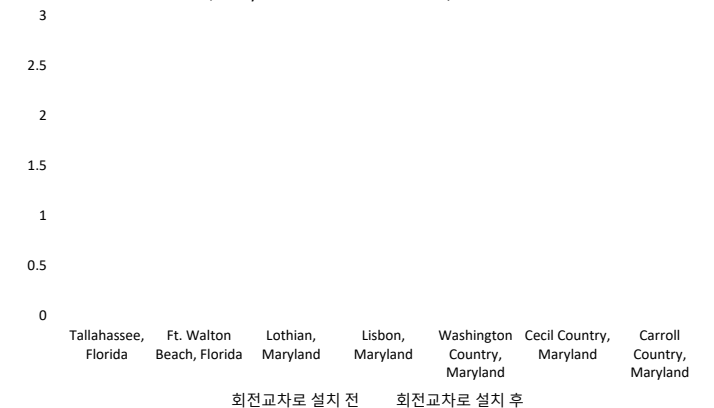 3
2.5
2
1.5
1
0.5
0
Tallahassee, Florida
Ft. Walton Beach, Florida
Lothian, Maryland
Lisbon, Maryland
Washington Country, Maryland
Cecil Country, Maryland
Carroll Country, Maryland
회전교차로 설치 전 회전교차로 설치 후